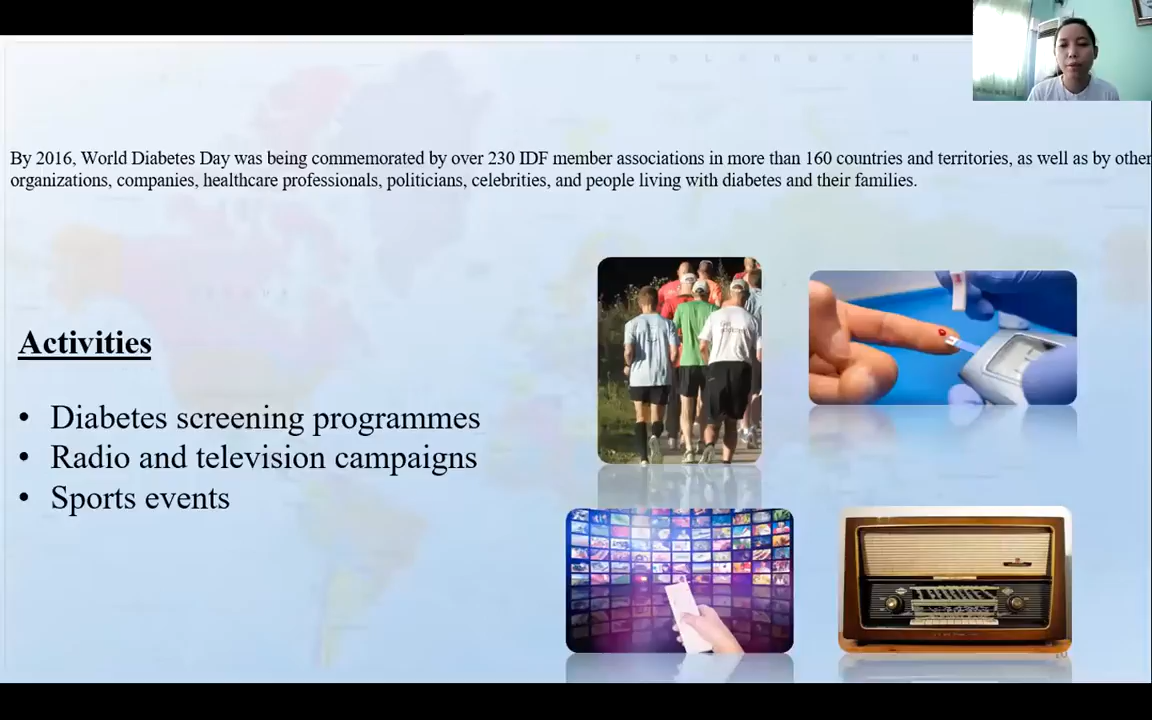 By 2016, World Diabetes Day was being commemorated by over 230 IDF member associations in more than 160 countries and territories, as well as by other
organizations, companies, healthcare professionals, politicians, celebrities, and people living with diabetes and their families.
Activities
• Diabetes screening programmes
• Radio and television campaigns
• Sports events